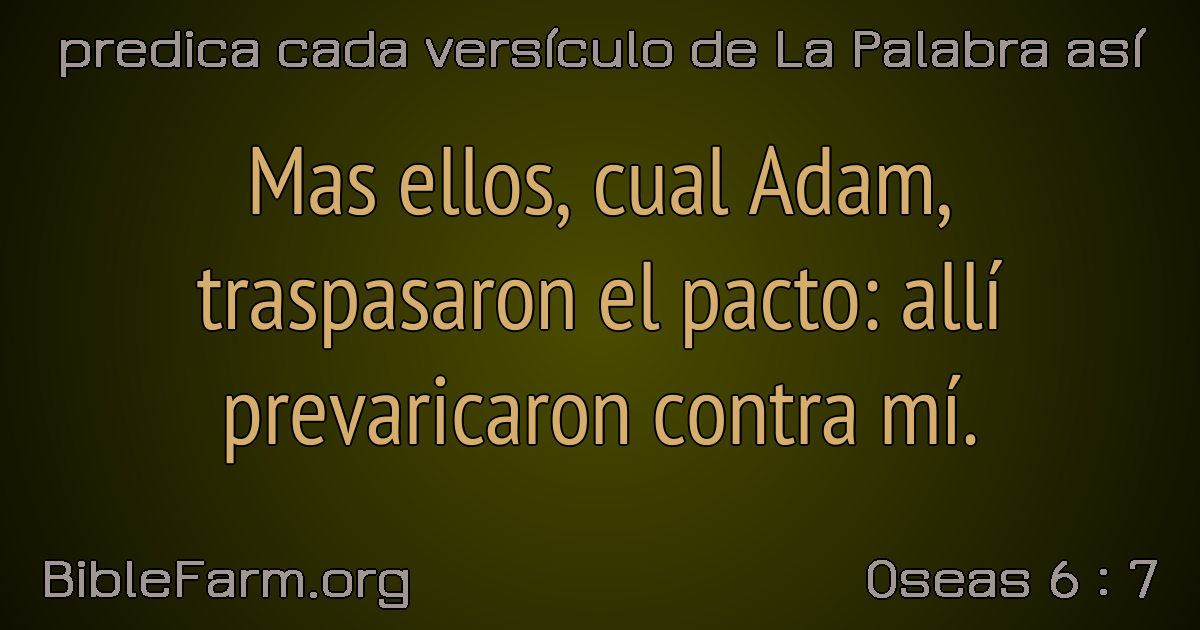 predica cada versículo de La Palabra así
Mas ellos, cual Adam,
traspasaron el pacto: allí
prevaricaron contra mí.
BibleFarm.org
Oseas 6 : 7